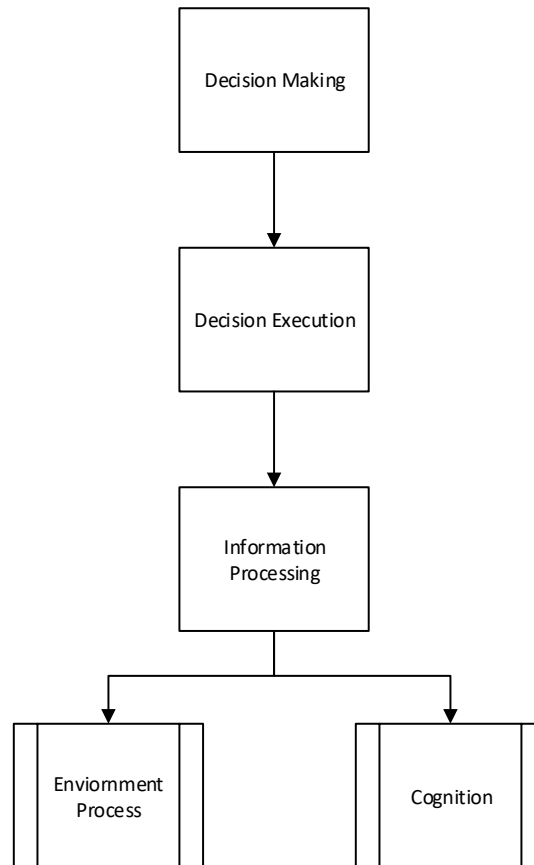 Decision Making
Decision Execution
Information
Processing
Enviornment
Process
Cognition